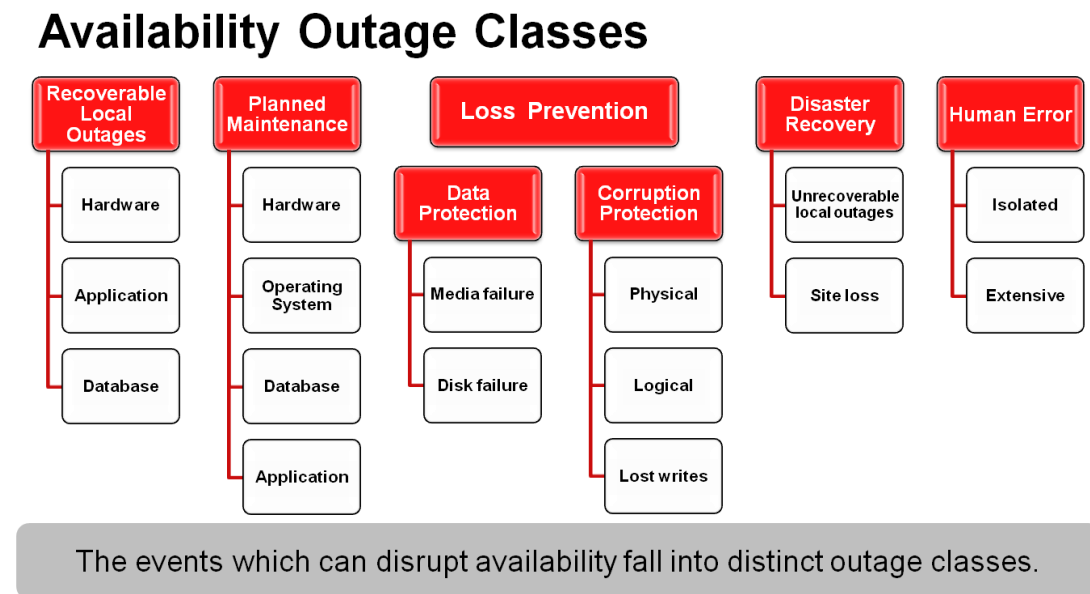 Availability Outage Classes
Recoverable
Local
Outages
Hardware
Application
Database
Planned
Maintenance
Hardware
Operating
System
Database
Application
Loss Prevention
Data
Protection
Media failure
Disk failure
Corruption
Protection
Physical
Logical
Lost writes
Disaster
Recovery
Unrecoverable
local outages
Site loss
Human Error
Isolated
Extensive
The events which can disrupt availability fall into distinct outage classes.